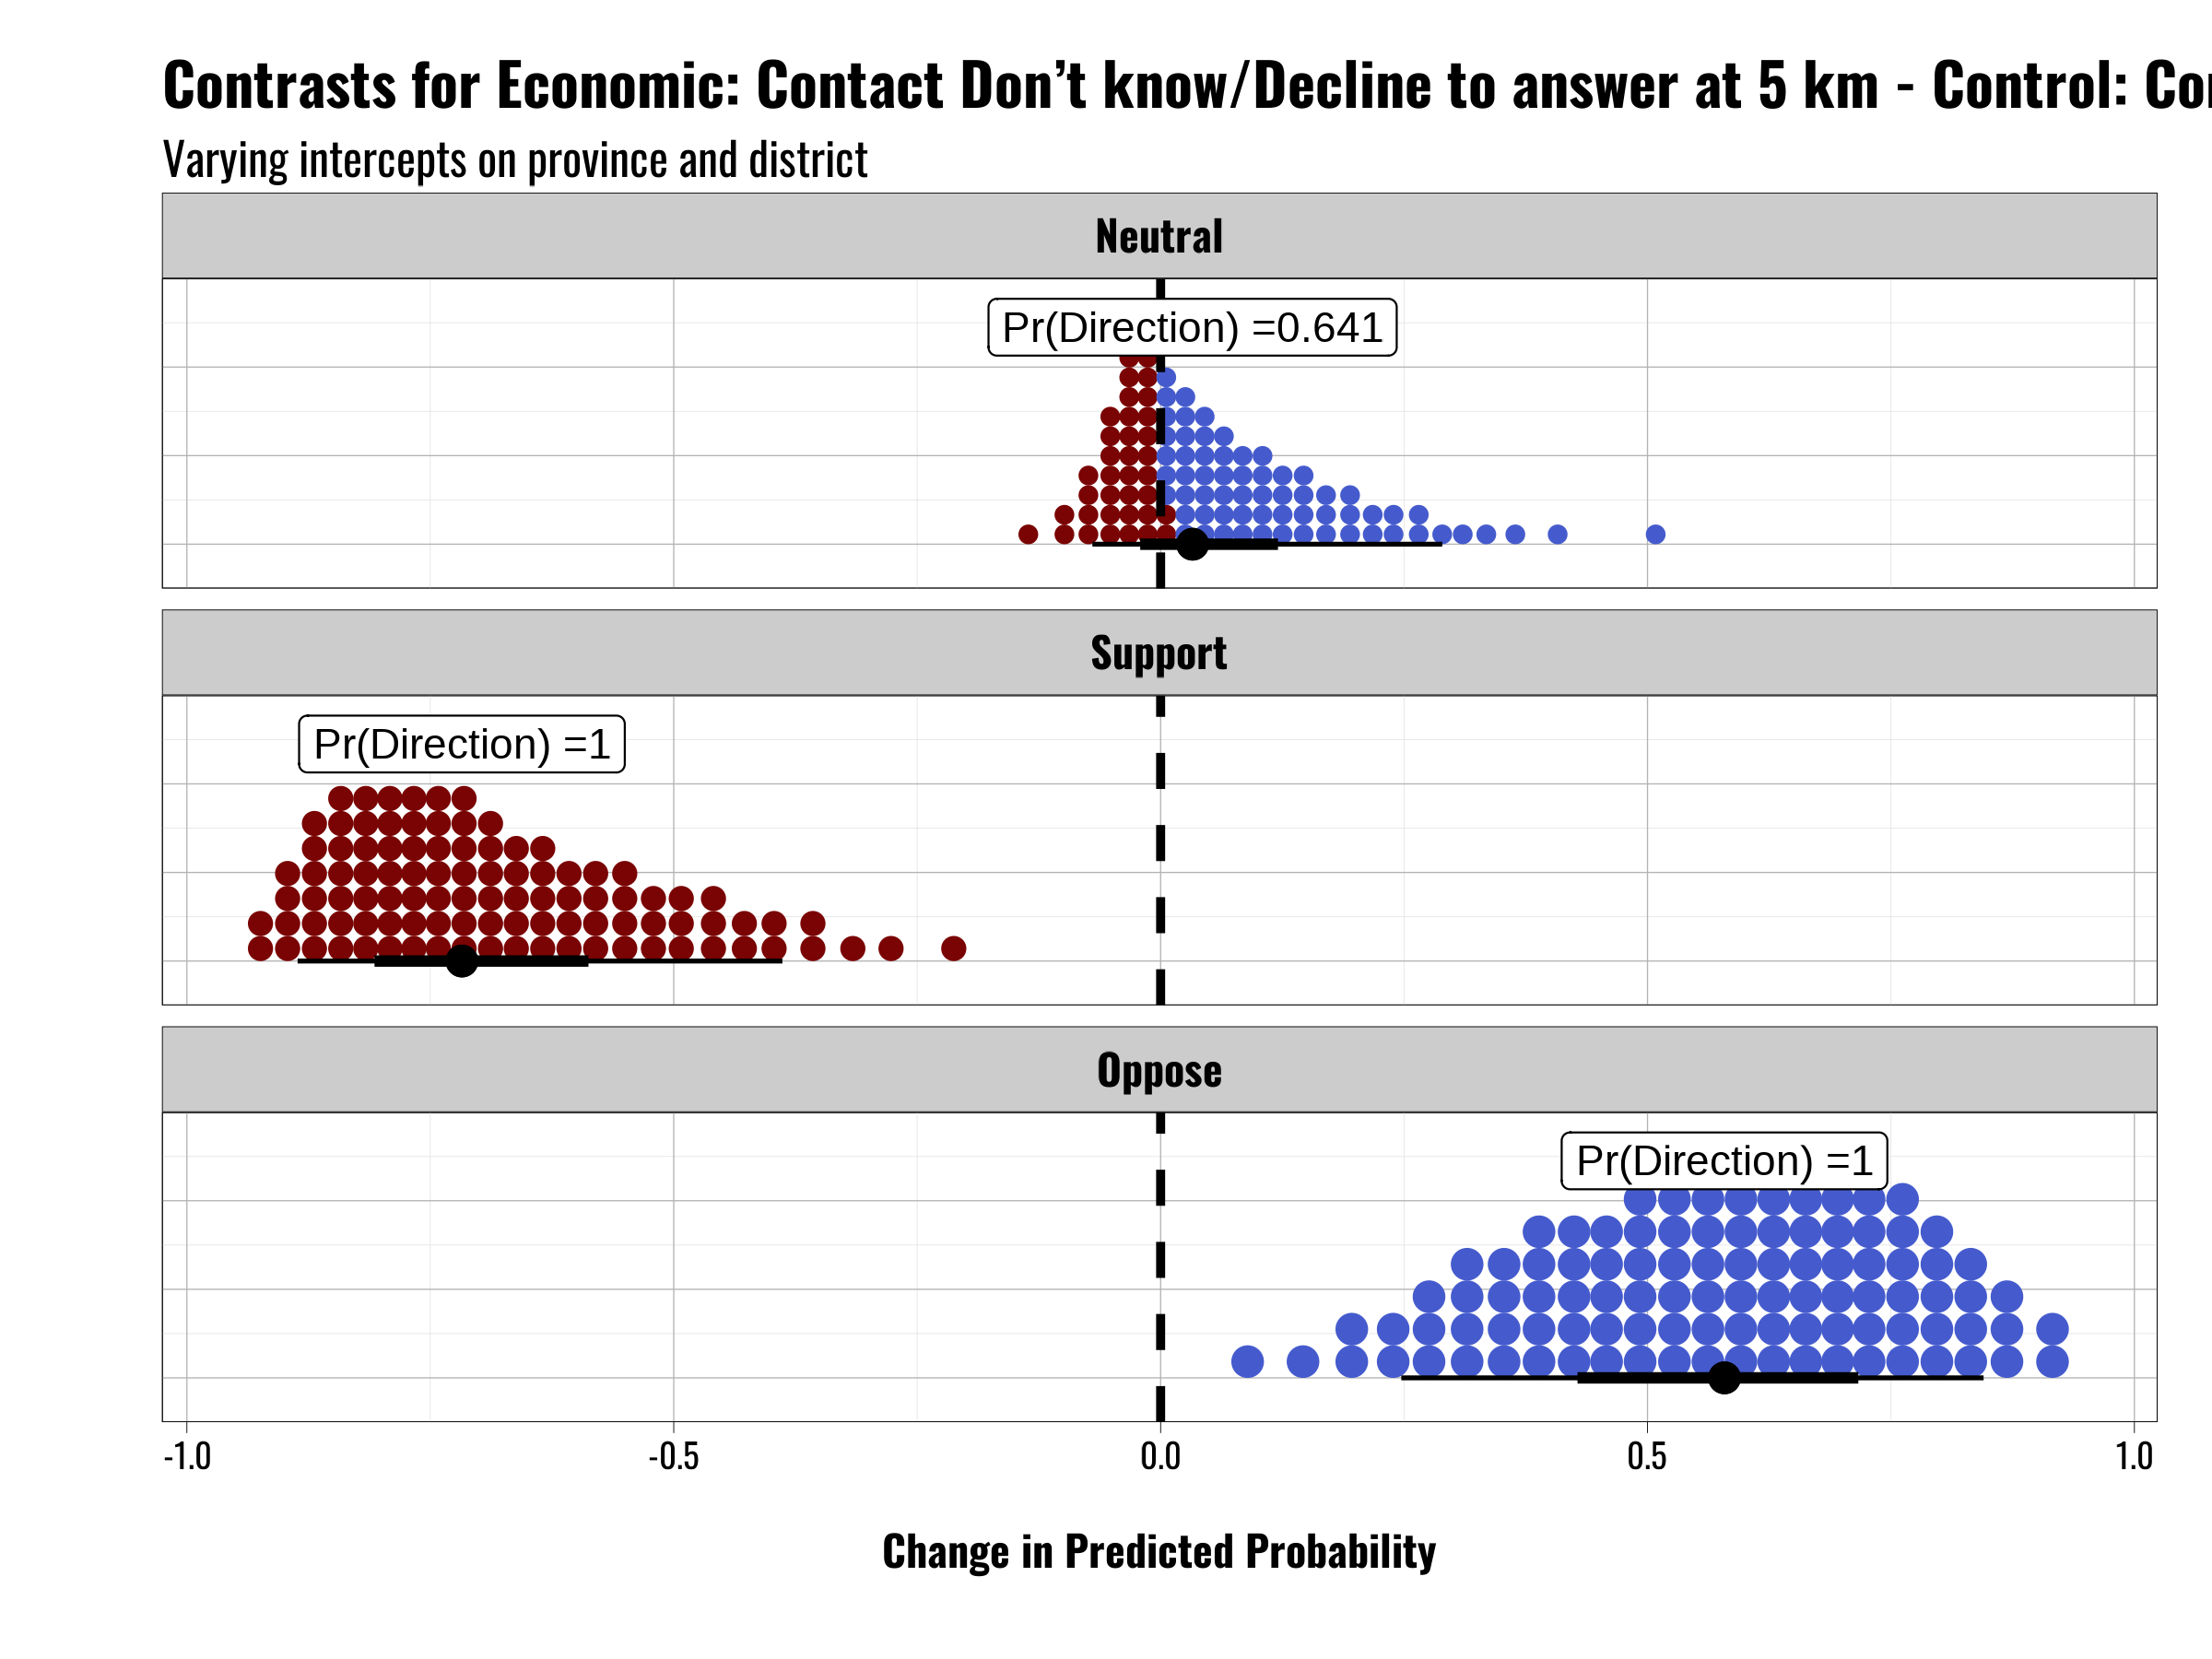 Contrasts for Economic: Contact Don’t know/Decline to answer at 5 km - Control:
Varying intercepts on province and district
Neutral
Pr(Direction) =0.641
Support
Pr(Direction) =1
Oppose
Pr(Direction) =1
-1.0 -0.5 0.0 0.5 1.0
Change in Predicted Probability